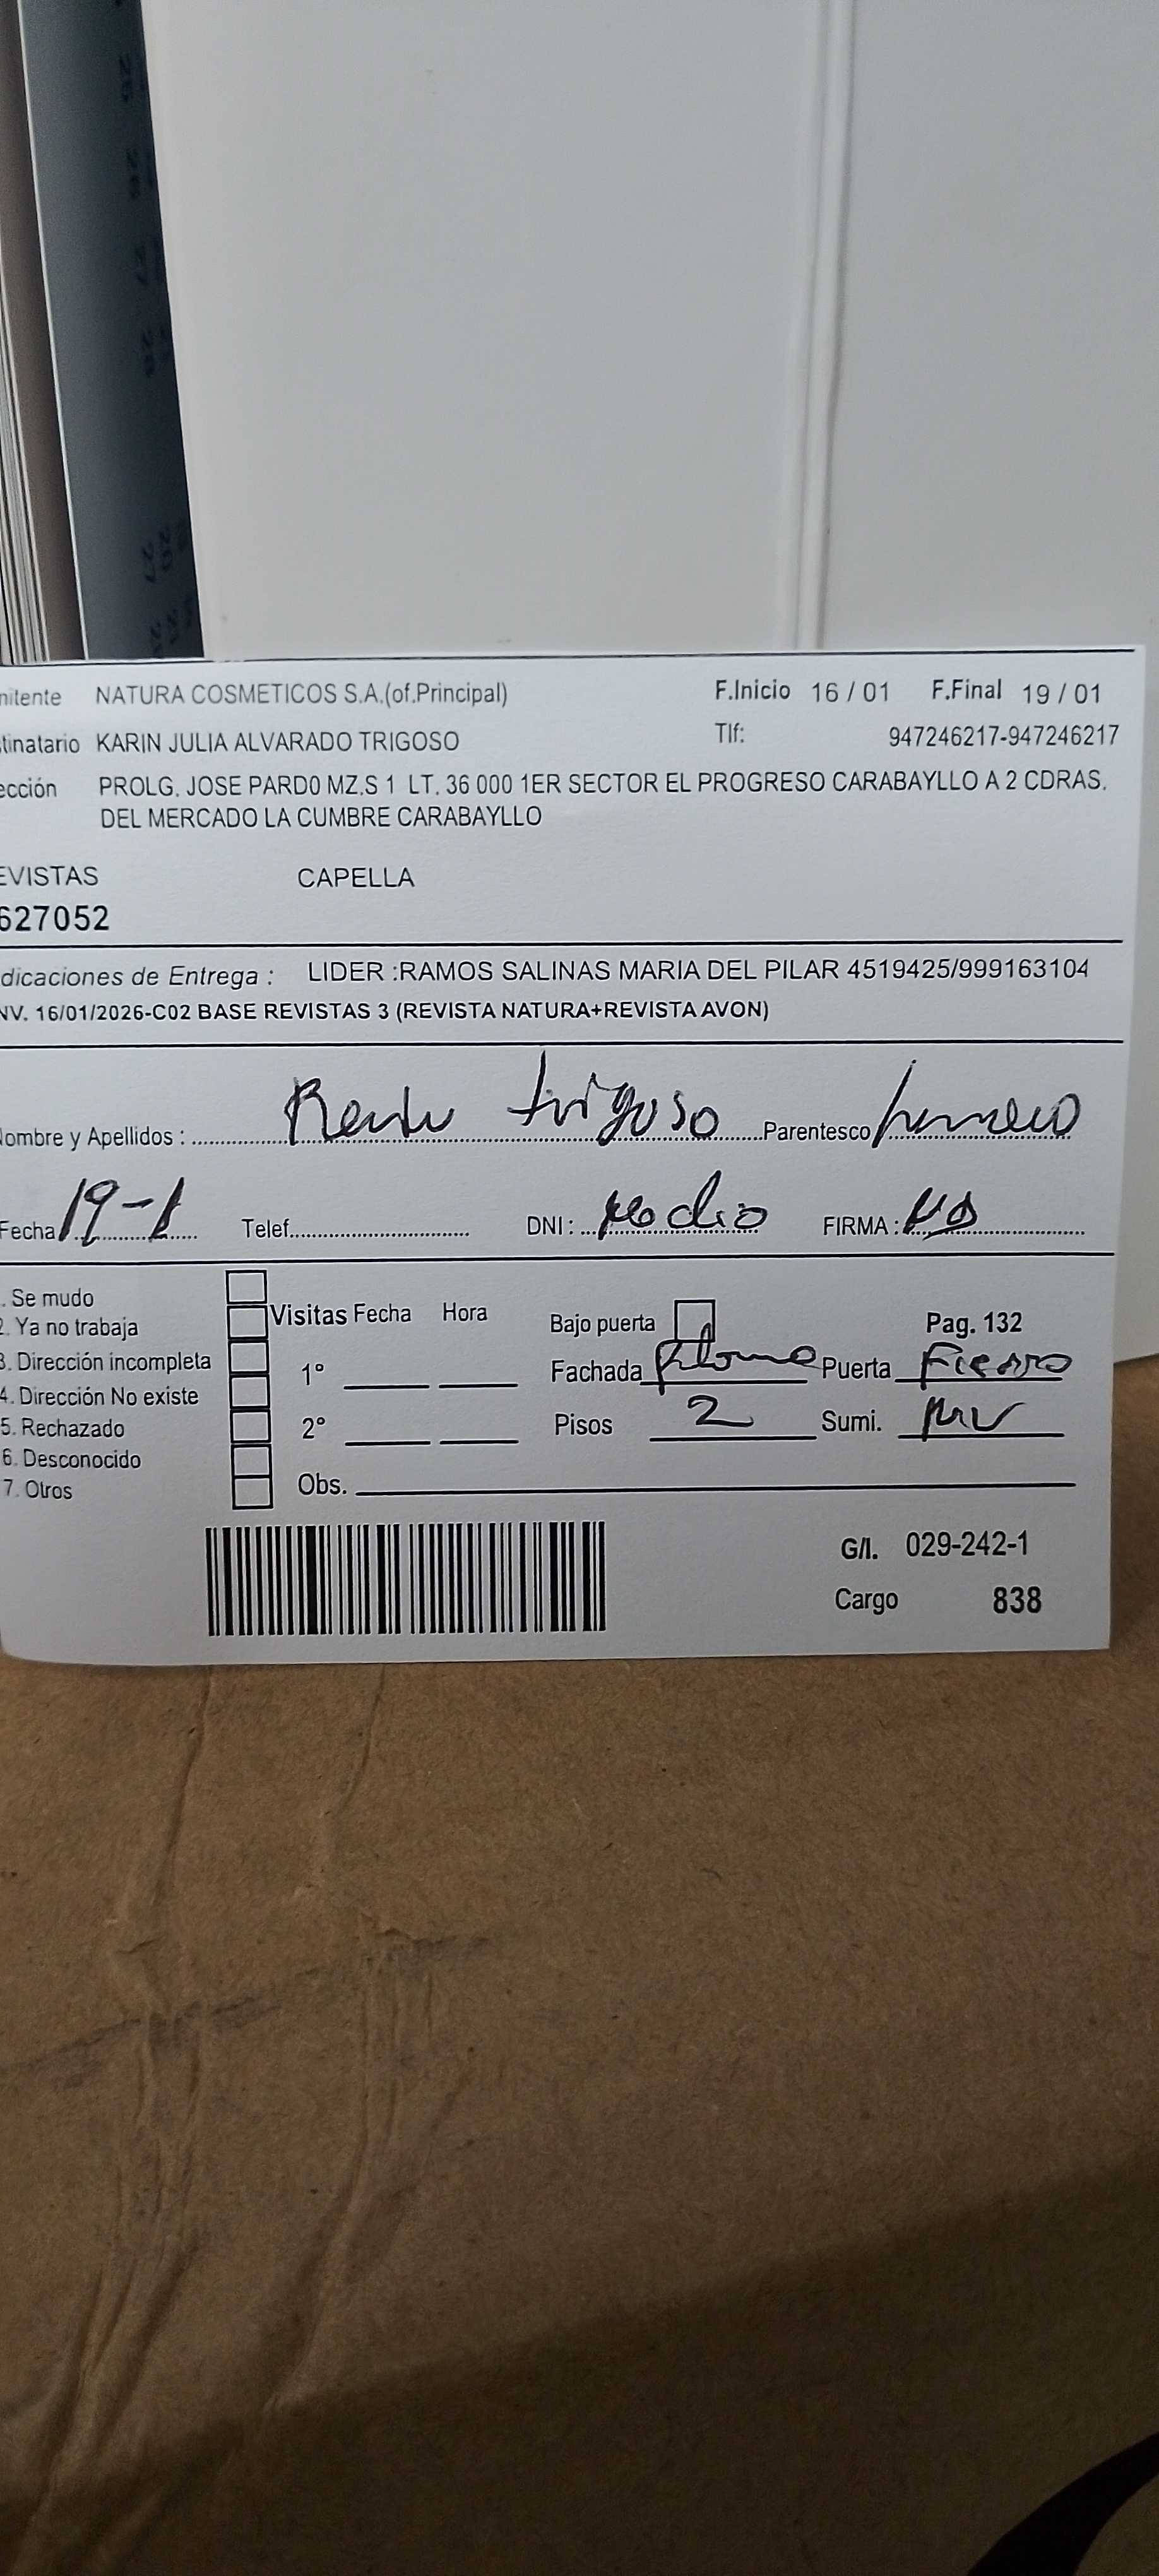 mitente NATURA COSMETICOS S.A.(of.Principal) F.Inicio 16 / 01 F.Final 19 / 01
tinatario KARIN JULIA ALVARADO TRIGOSO Tlf: 947246217-947246217
ección PROLG. JOSE PARDO MZ.S 1 LT. 36 000 1ER SECTOR EL PROGRESO CARABAYLLO A 2 CDRAS.
DEL MERCADO LA CUMBRE CARABAYLLO
EVISTAS CAPELLA
627052
dicaciones de Entrega : LIDER :RAMOS SALINAS MARIA DEL PILAR 4519425/999163104
NV. 16/01/2026-C02 BASE REVISTAS 3 (REVISTA NATURA+REVISTA AVON)
Nombre y Apellidos : trigoso Parentesco
Fecha 19-1 Telef. DNI : FIRMA :
. Se mudo
2. Ya no trabaja Visitas Fecha Hora Bajo puerta Pag. 132
3. Dirección incompleta 1° Fachada Puerta Fierro
4. Dirección No existe
5. Rechazado 2° Pisos 2 Sumi.
6. Desconocido
7. Otros Obs.
G/I. 029-242-1
Cargo 838